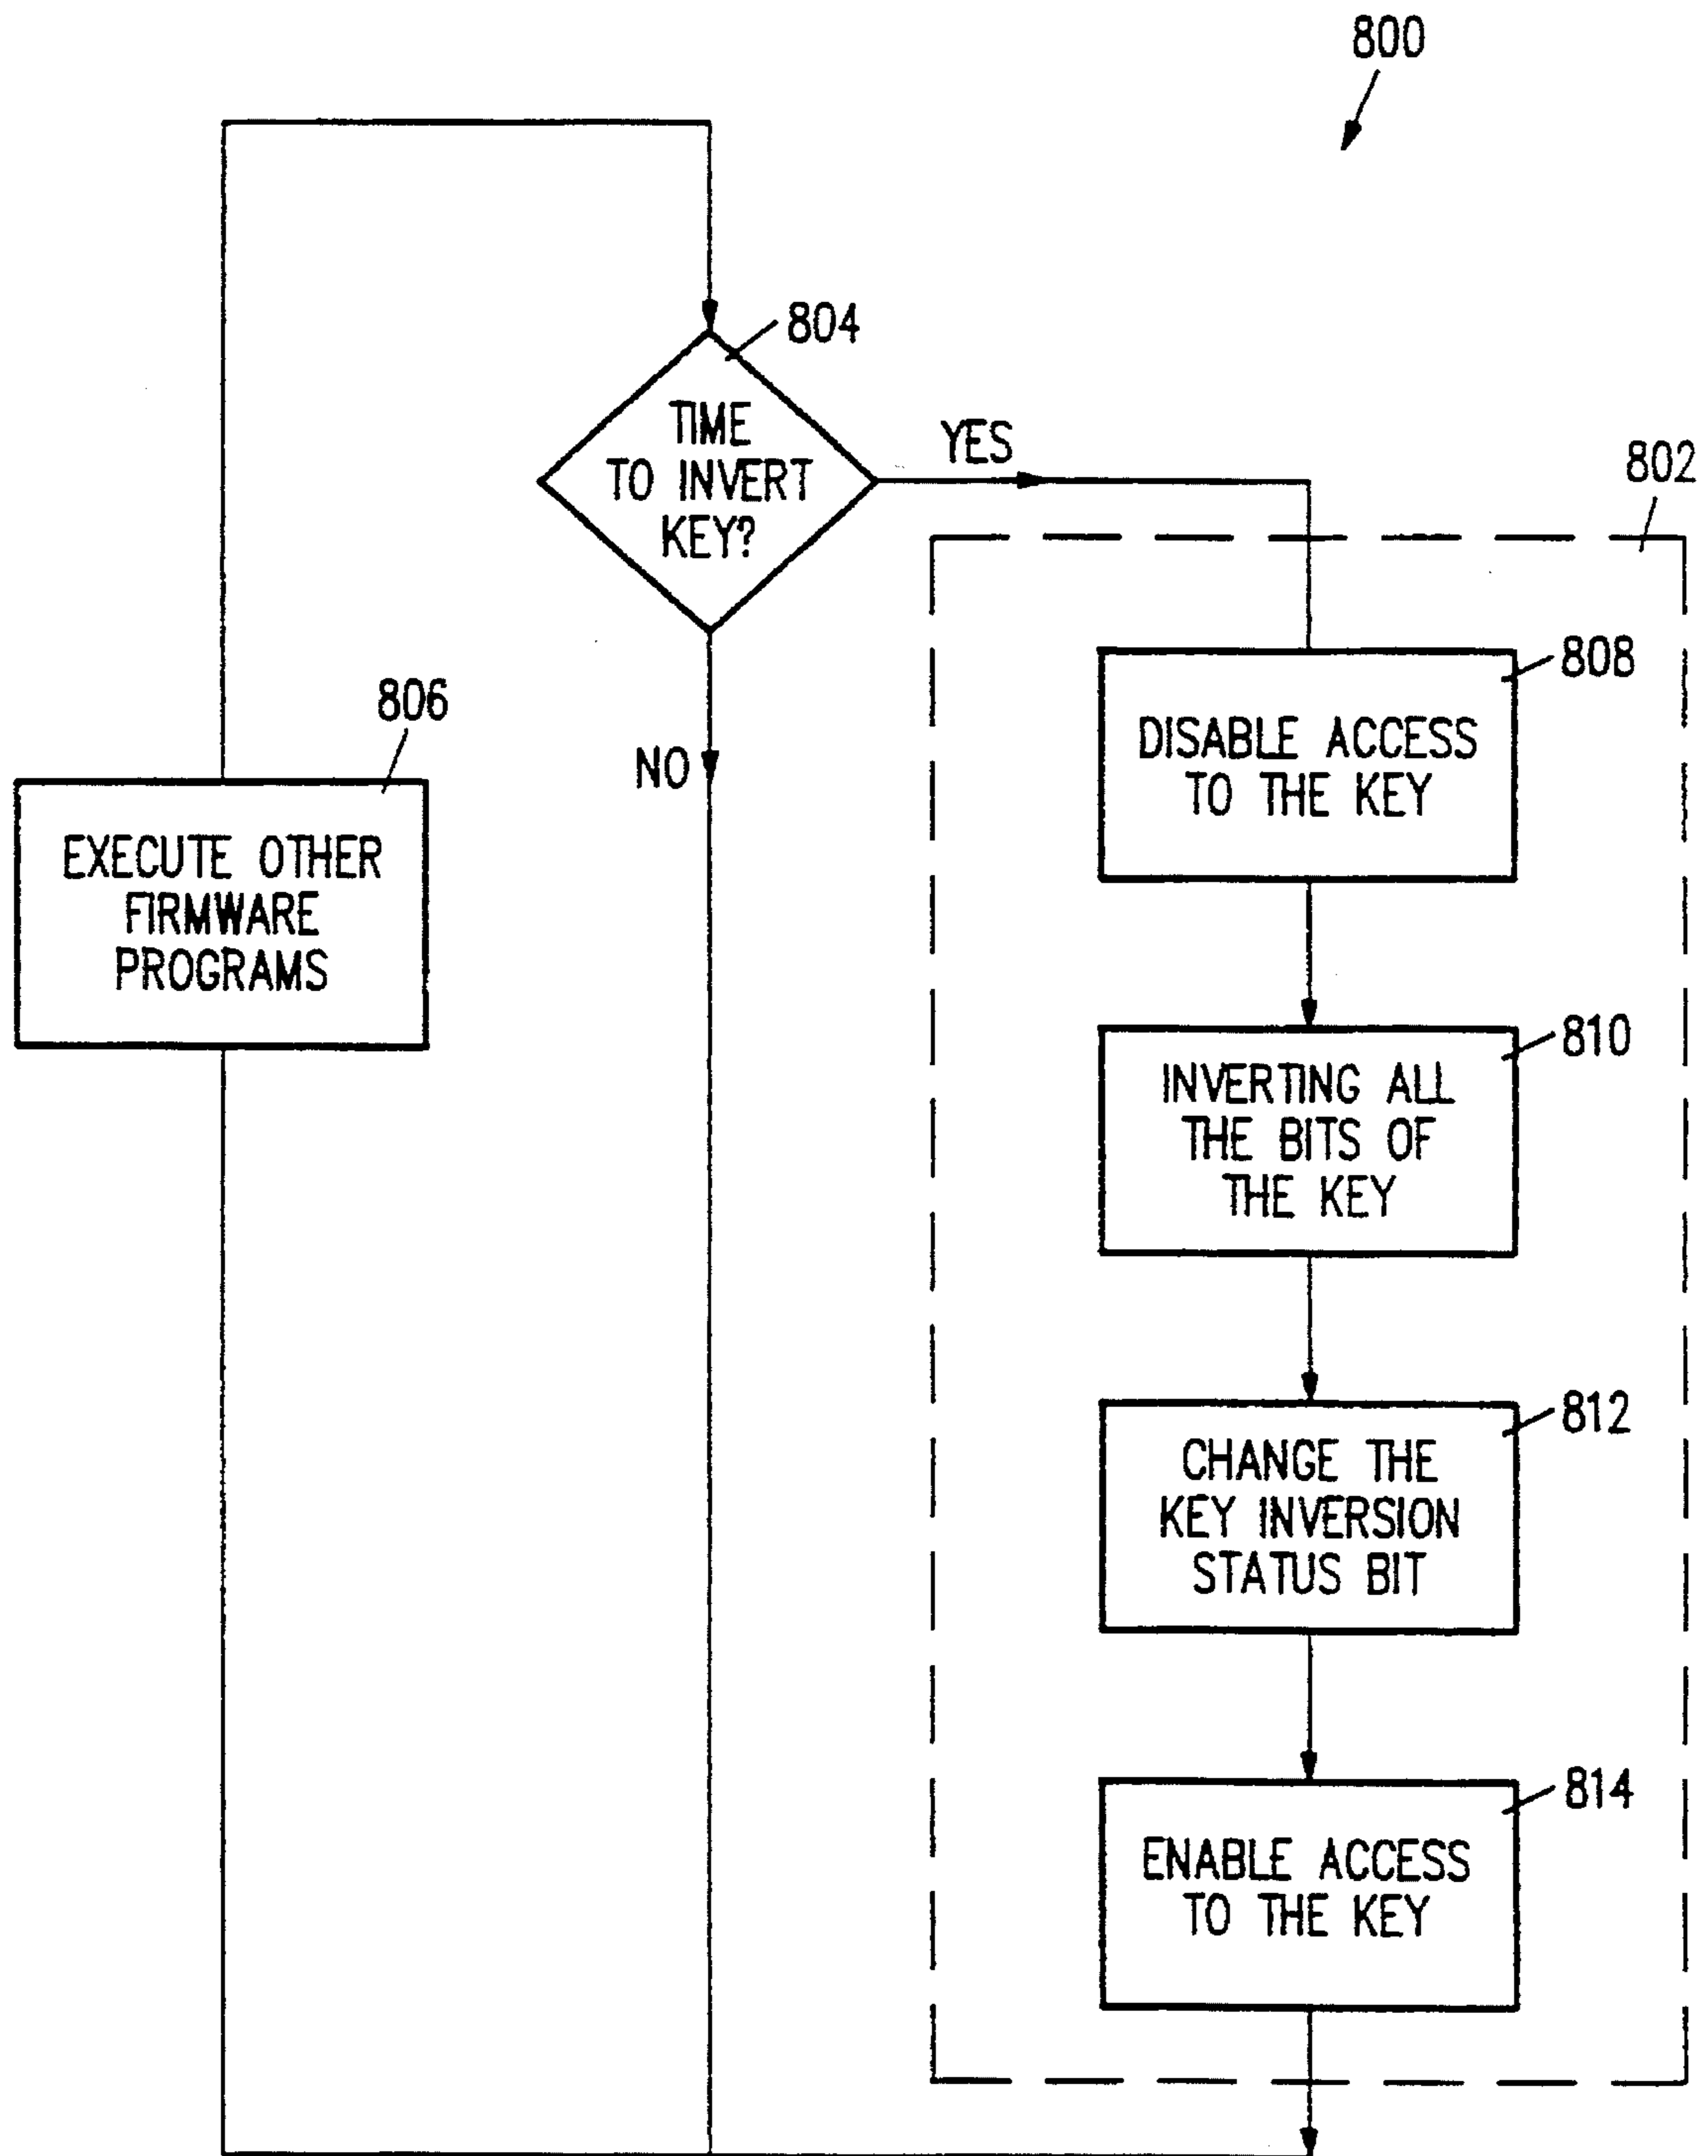 800
804
TIME
TO INVERT
KEY?
YES
802
NO
806
EXECUTE OTHER
FIRMWARE
PROGRAMS
808
DISABLE ACCESS
TO THE KEY
810
INVERTING ALL
THE BITS OF
THE KEY
812
CHANGE THE
KEY INVERSION
STATUS BIT
814
ENABLE ACCESS
TO THE KEY